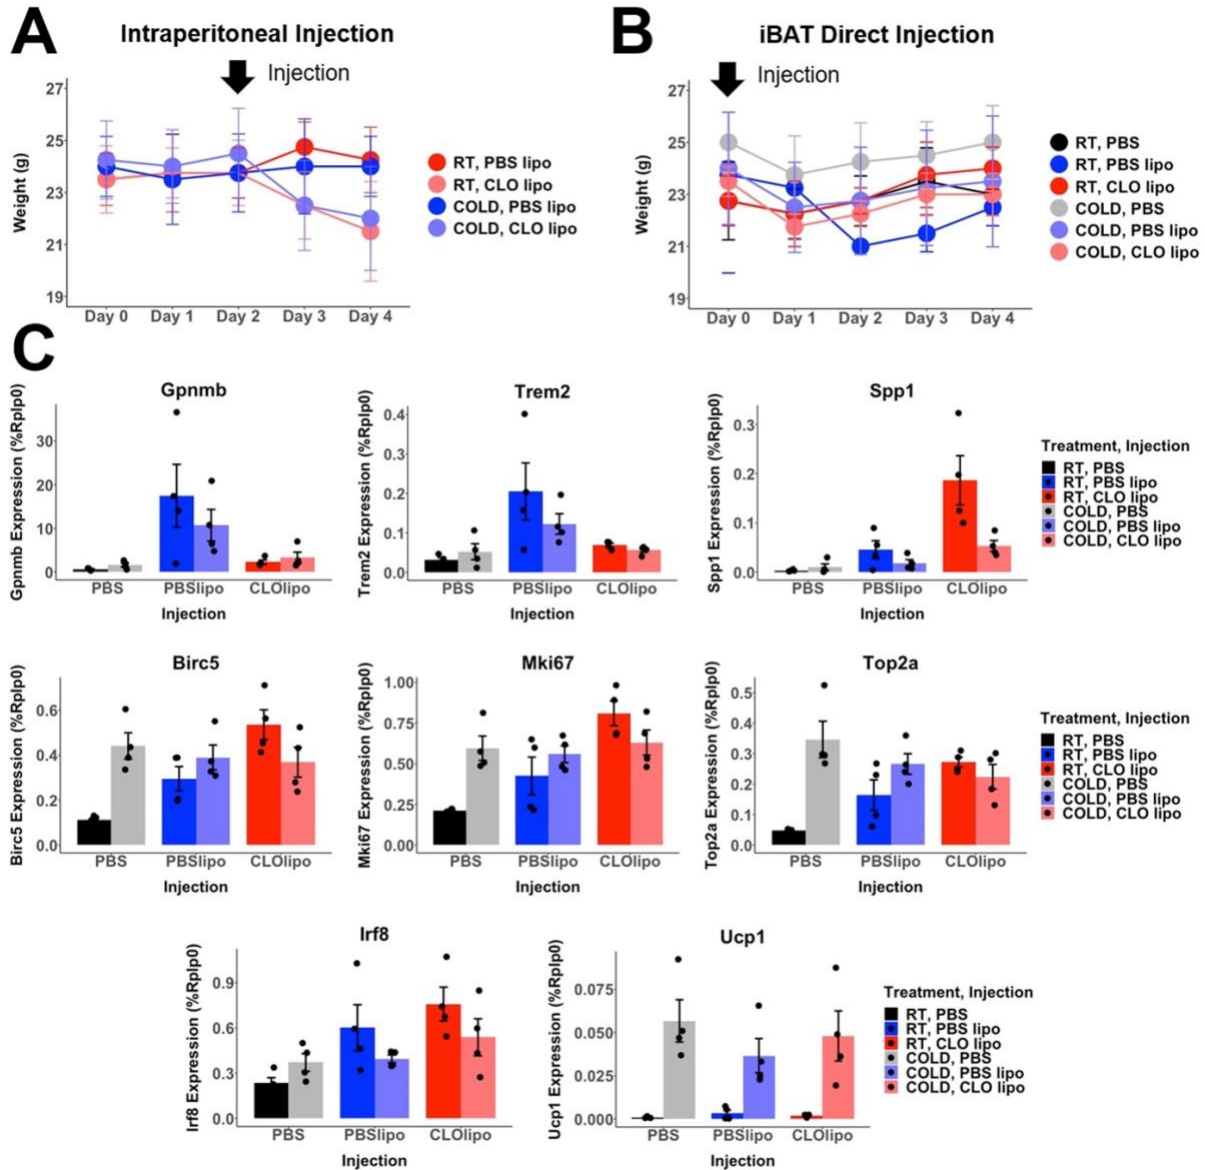 A
Intraperitoneal Injection
Injection
Weight (g)
27
25
23
21
19
Day 0 Day 1 Day 2 Day 3 Day 4
RT, PBS lipo
RT, CLO lipo
COLD, PBS lipo
COLD, CLO lipo
B
iBAT Direct Injection
Injection
Weight (g)
27
25
23
21
19
Day 0 Day 1 Day 2 Day 3 Day 4
RT, PBS
RT, PBS lipo
RT, CLO lipo
COLD, PBS
COLD, PBS lipo
COLD, CLO lipo
C
Gpnmb
Gpnmb Expression (%Rplp0)
30
20
10
0
PBS PBSlipo CLOlipo
Injection
Trem2
Trem2 Expression (%Rplp0)
0.4
0.3
0.2
0.1
0.0
PBS PBSlipo CLOlipo
Injection
Spp1
Spp1 Expression (%Rplp0)
0.3
0.2
0.1
0.0
PBS PBSlipo CLOlipo
Injection
Treatment, Injection
RT, PBS
RT, PBS lipo
RT, CLO lipo
COLD, PBS
COLD, PBS lipo
COLD, CLO lipo
Birc5
Birc5 Expression (%Rplp0)
0.6
0.4
0.2
0.0
PBS PBSlipo CLOlipo
Injection
Mki67
Mki67 Expression (%Rplp0)
1.00
0.75
0.50
0.25
0.00
PBS PBSlipo CLOlipo
Injection
Top2a
Top2a Expression (%Rplp0)
0.5
0.4
0.3
0.2
0.1
0.0
PBS PBSlipo CLOlipo
Injection
Treatment, Injection
RT, PBS
RT, PBS lipo
RT, CLO lipo
COLD, PBS
COLD, PBS lipo
COLD, CLO lipo
Irf8
Irf8 Expression (%Rplp0)
0.9
0.6
0.3
0.0
PBS PBSlipo CLOlipo
Injection
Ucp1
Ucp1 Expression (%Rplp0)
0.075
0.050
0.025
0.000
PBS PBSlipo CLOlipo
Injection
Treatment, Injection
RT, PBS
RT, PBS lipo
RT, CLO lipo
COLD, PBS
COLD, PBS lipo
COLD, CLO lipo